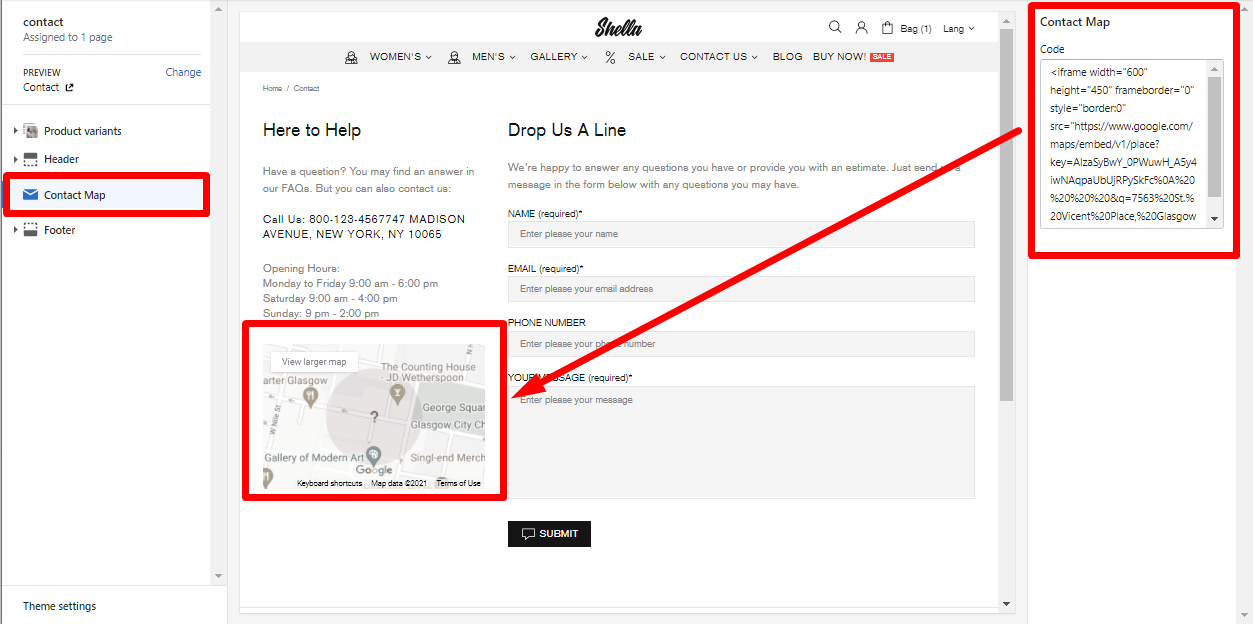 contact
Assigned to 1 page
PREVIEW
Change
Contact
Product variants
Header
Contact Map
Footer
Theme settings
Shella
Bag (1)
Lang
WOMEN'S
MEN'S
GALLERY
%
SALE
CONTACT US
BLOG
BUY NOW!
SALE
Home / Contact
Here to Help
Have a question? You may find an answer in
our FAQs. But you can also contact us:
Call Us: 800-123-4567747 MADISON
AVENUE, NEW YORK, NY 10065
Opening Hours:
Monday to Friday 9:00 am - 6:00 pm
Saturday 9:00 am - 4:00 pm
Sunday: 9 pm - 2:00 pm
View larger map
The Counting House
- JD Wetherspoon
arter Glasgow
George Squar
Glasgow City Ch
W Nile St
?
Gallery of Modern Art
Singl-end Merch
Google
Keyboard shortcuts
Map data ©2021
Terms of Use
Drop Us A Line
We're happy to answer any questions you have or provide you with an estimate. Just send us a
message in the form below with any questions you may have.
NAME (required)*
Enter please your name
EMAIL (required)*
Enter please your email address
PHONE NUMBER
Enter please your phone number
YOUR MESSAGE (required)*
Enter please your message
SUBMIT
Contact Map
Code
<iframe width="600"
height="450" frameborder="0"
style="border:0"
src="https://www.google.com/
maps/embed/v1/place?
key=AIzaSyBwY_0PWuwH_A5y4
iwNAqpaUbUjRPySkFc%0A%20
%20%20%20&q=7563%20St.%
20Vicent%20Place,%20Glasgow